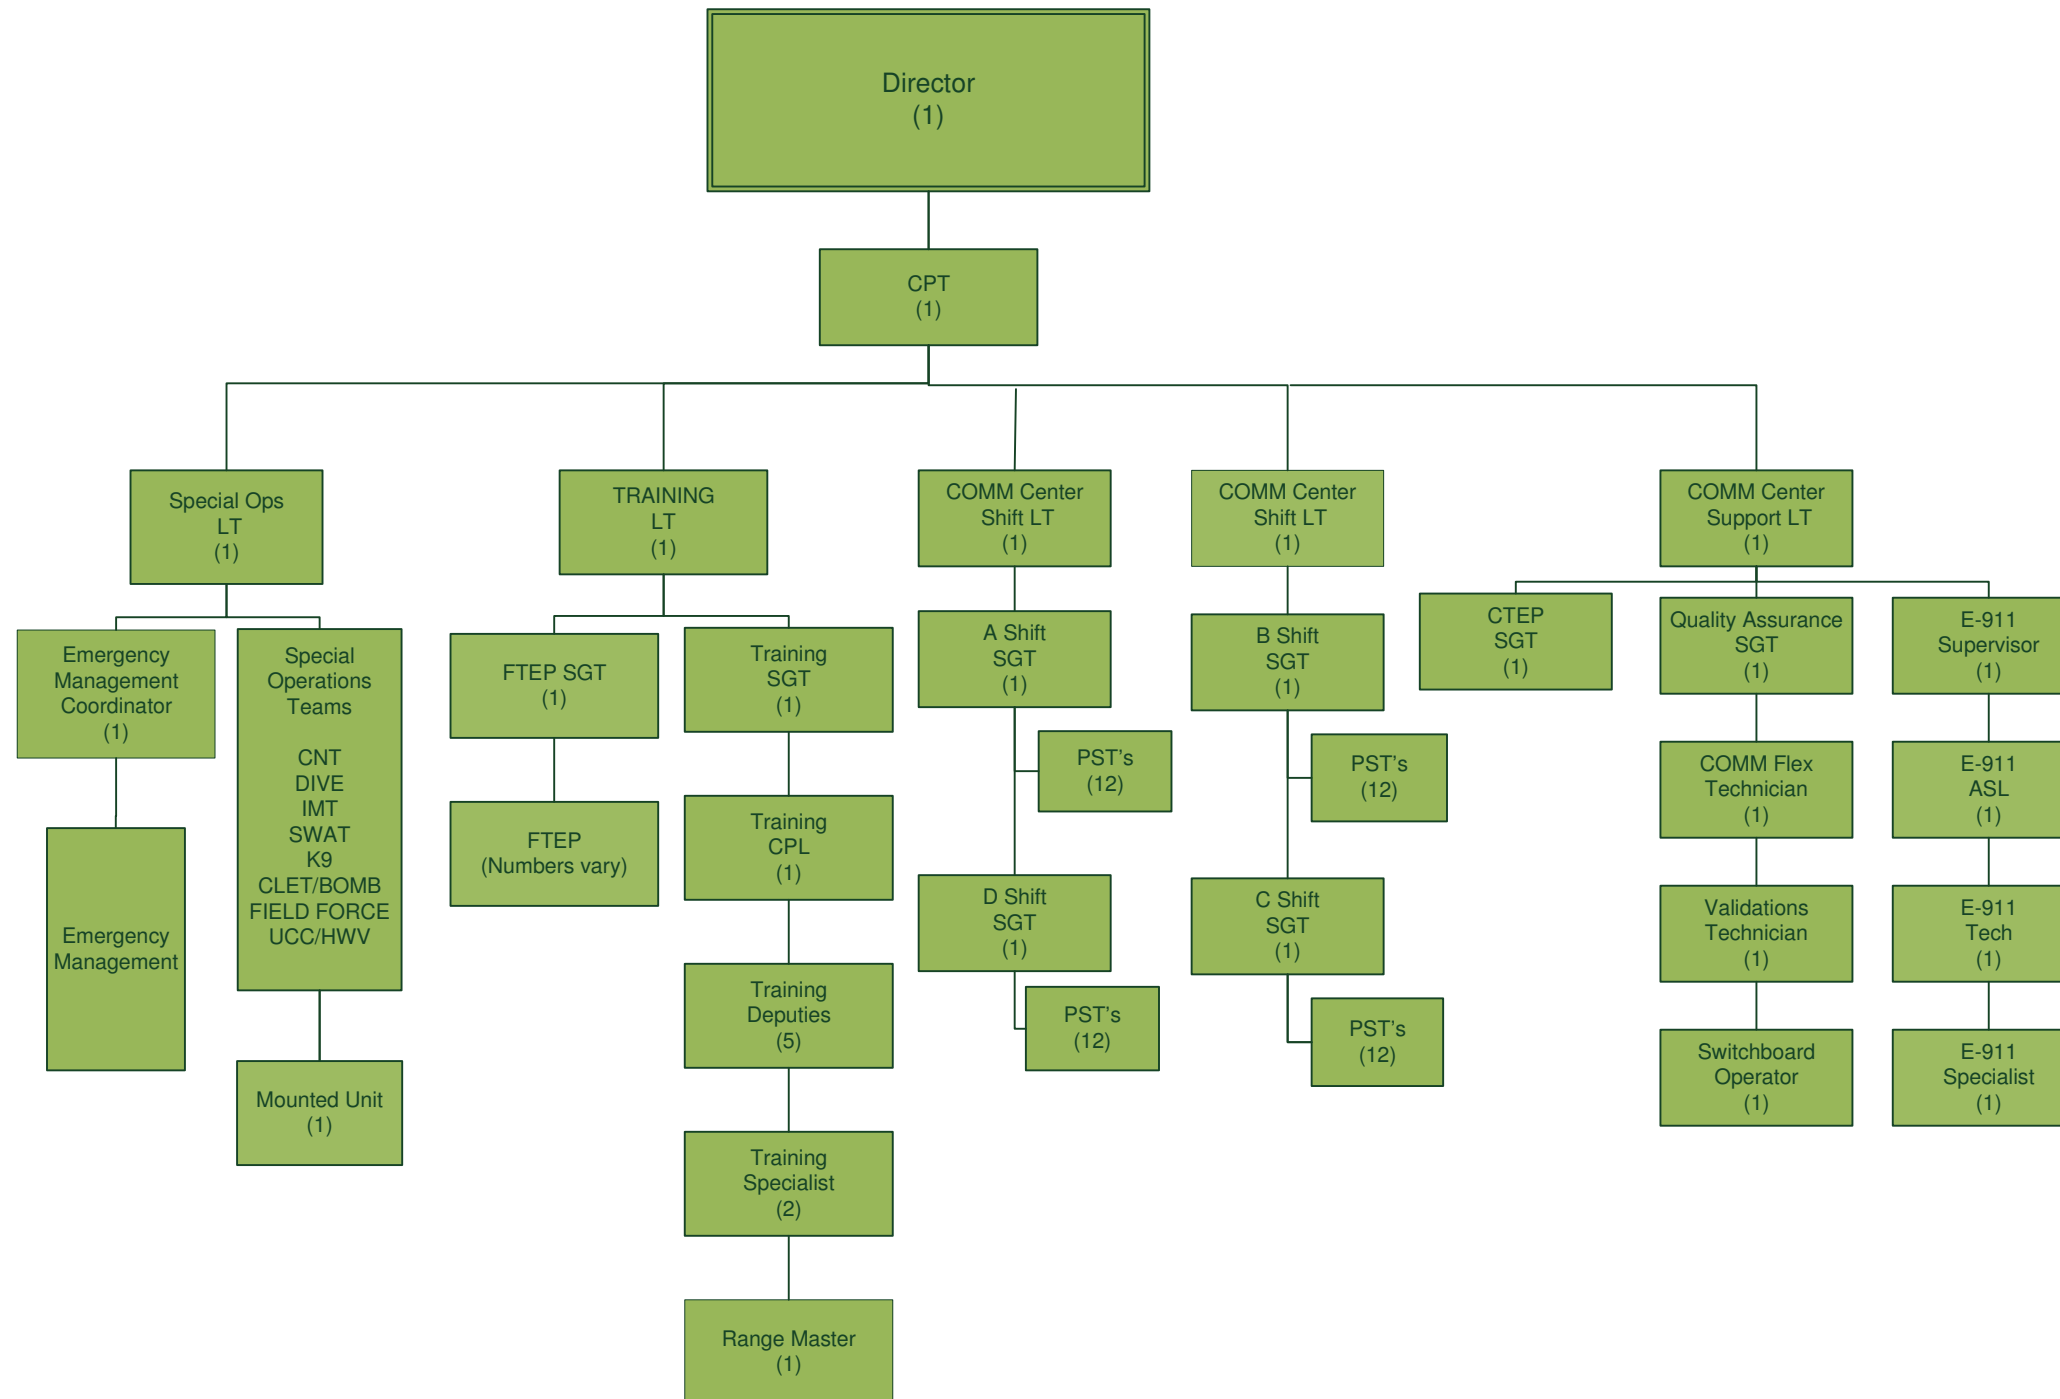 Director
(1)
CPT
(1)
Special Ops
LT
(1)
Emergency
Management
Coordinator
(1)
Emergency
Management
Special
Operations
Teams
CNT
DIVE
IMT
SWAT
K9
CLET/BOMB
FIELD FORCE
UCC/HWV
Mounted Unit
(1)
TRAINING
LT
(1)
FTEP SGT
(1)
FTEP
(Numbers vary)
Training
SGT
(1)
Training
CPL
(1)
Training
Deputies
(5)
Training
Specialist
(2)
Range Master
(1)
COMM Center
Shift LT
(1)
A Shift
SGT
(1)
PST's
(12)
D Shift
SGT
(1)
PST's
(12)
COMM Center
Shift LT
(1)
B Shift
SGT
(1)
PST's
(12)
C Shift
SGT
(1)
PST's
(12)
COMM Center
Support LT
(1)
CTEP
SGT
(1)
Quality Assurance
SGT
(1)
COMM Flex
Technician
(1)
Validations
Technician
(1)
Switchboard
Operator
(1)
E-911
Supervisor
(1)
E-911
ASL
(1)
E-911
Tech
(1)
E-911
Specialist
(1)